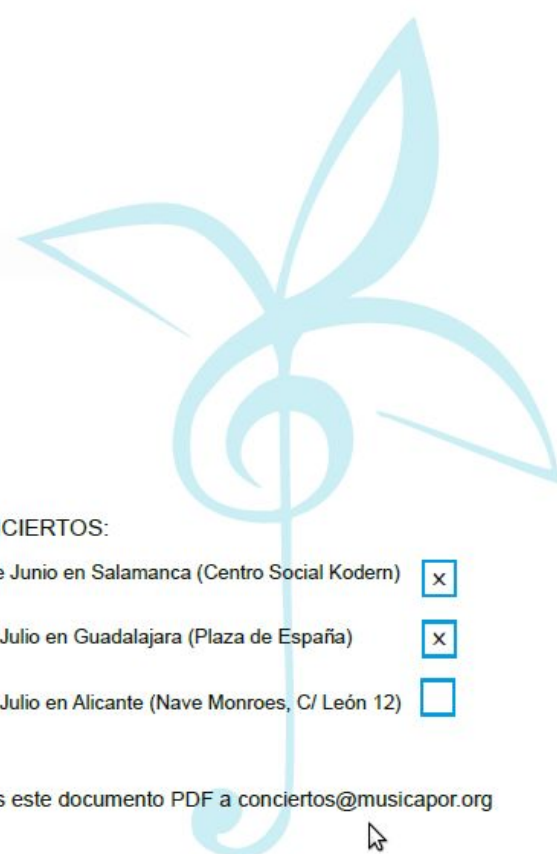 NCIERTOS:
e Junio en Salamanca (Centro Social Kodern) x
Julio en Guadalajara (Plaza de España) x
Julio en Alicante (Nave Monroes, C/ León 12)
s este documento PDF a conciertos@musicapor.org